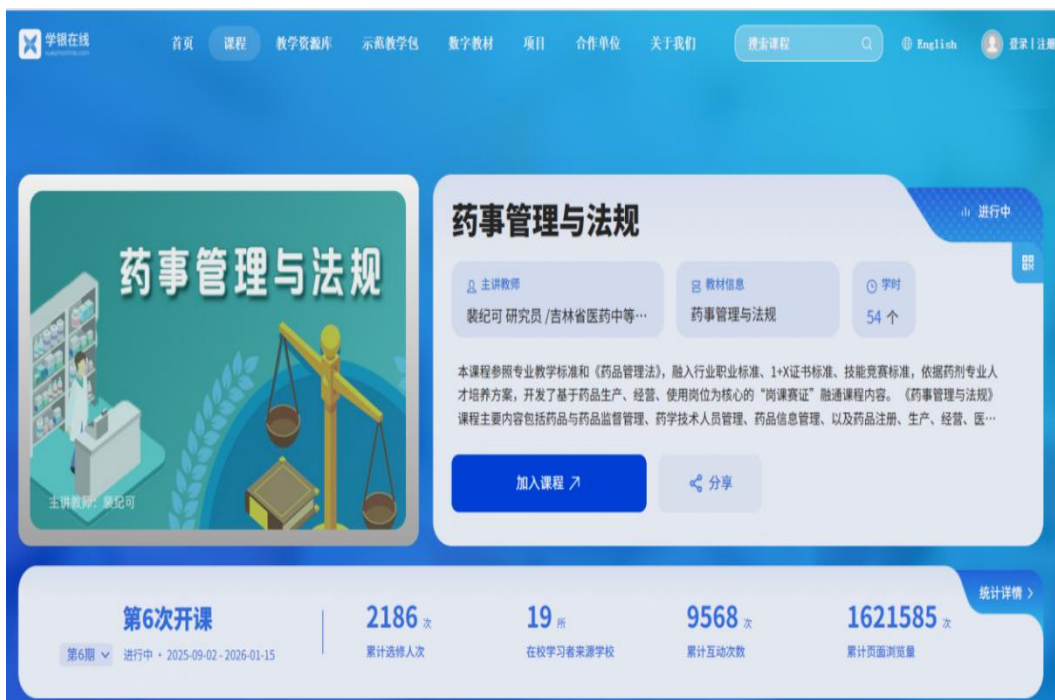 学银在线
首页 课程 教学资源库 示范教学包 数字教材 项目 合作单位 关于我们 搜索课程 English 登录 | 注册
药事管理与法规
主讲教师：裴纪可
药事管理与法规
进行中
主讲教师
裴纪可 研究员 /吉林省医药中等…
教材信息
药事管理与法规
学时
54 个
本课程参照专业教学标准和《药品管理法》，融入行业职业标准、1+X证书标准、技能竞赛标准，依据药剂专业人
才培养方案，开发了基于药品生产、经营、使用岗位为核心的“岗课赛证”融通课程内容。《药事管理与法规》
课程主要内容包括药品与药品监督管理、药学技术人员管理、药品信息管理、以及药品注册、生产、经营、医…
加入课程 分享
统计详情 >
第6次开课
第6期 进行中 · 2025-09-02 - 2026-01-15
2186 次
累计选修人次
19 所
在校学习者来源学校
9568 次
累计互动次数
1621585 次
累计页面浏览量